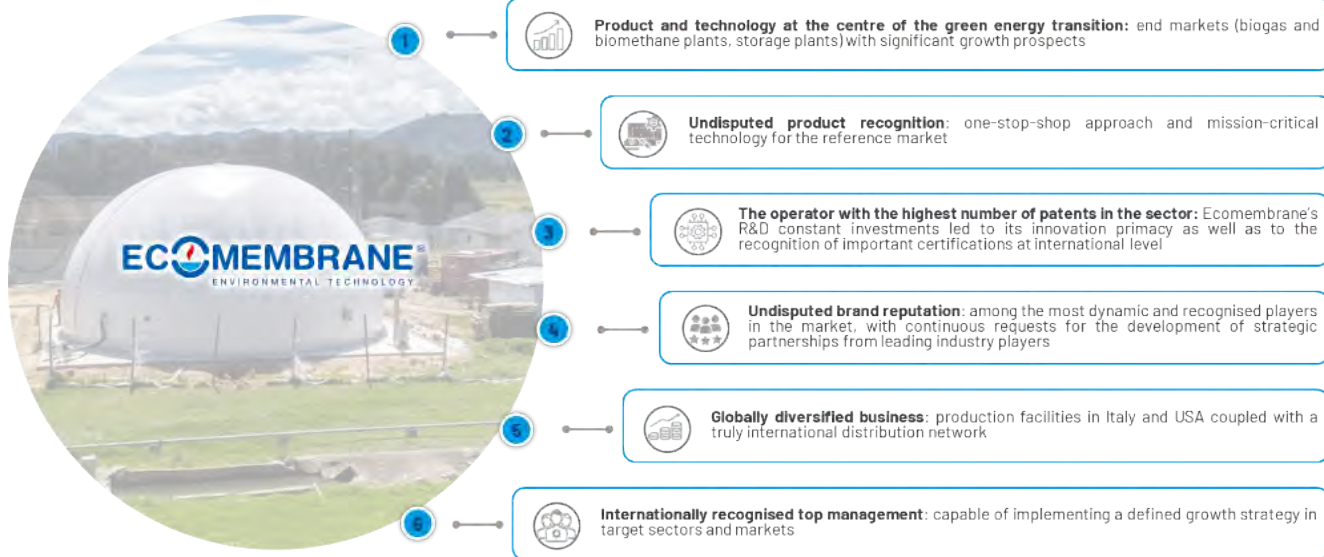 1
Product and technology at the centre of the green energy transition: end markets (biogas and
biomethane plants, storage plants) with significant growth prospects
2
Undisputed product recognition: one-stop-shop approach and mission-critical
technology for the reference market
3
The operator with the highest number of patents in the sector: Ecomembrane's
R&D constant investments led to its innovation primacy as well as to the
recognition of important certifications at international level
ECOMEMBRANE®
ENVIRONMENTAL TECHNOLOGY
4
Undisputed brand reputation: among the most dynamic and recognised players
in the market, with continuous requests for the development of strategic
partnerships from leading industry players
5
Globally diversified business: production facilities in Italy and USA coupled with a
truly international distribution network
6
Internationally recognised top management: capable of implementing a defined growth strategy in
target sectors and markets